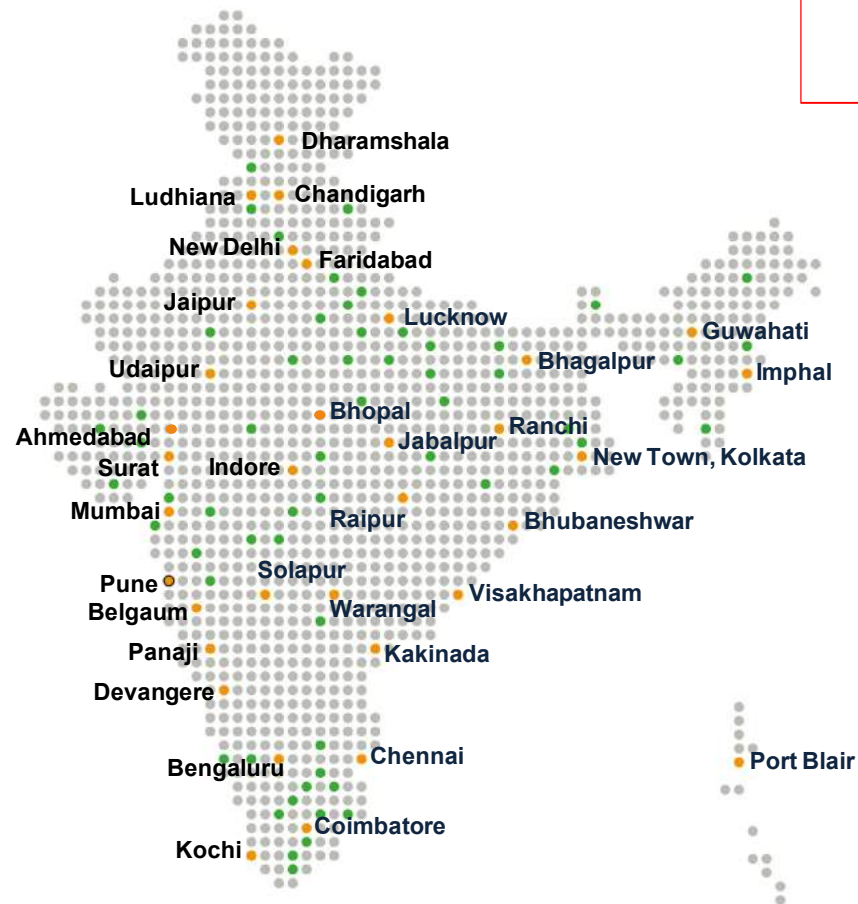 Dharamshala
Ludhiana
Chandigarh
New Delhi
Faridabad
Jaipur
Lucknow
Guwahati
Udaipur
Bhagalpur
Imphal
Bhopal
Ahmedabad
Jabalpur
Ranchi
Surat
Indore
New Town, Kolkata
Mumbai
Raipur
Bhubaneshwar
Solapur
Pune
Belgaum
Warangal
Visakhapatnam
Panaji
Kakinada
Devangere
Bengaluru
Chennai
Port Blair
Coimbatore
Kochi